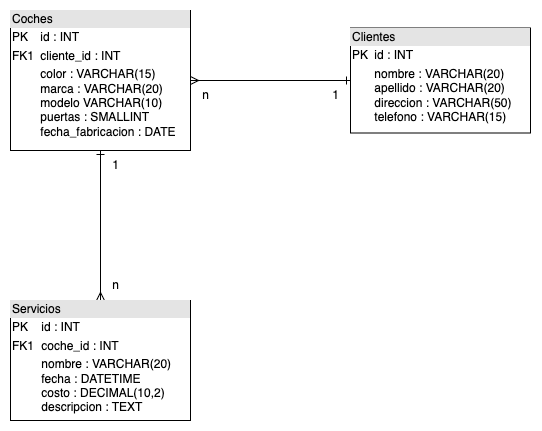 Coches
PK id : INT
FK1 cliente_id : INT
color : VARCHAR(15)
marca : VARCHAR(20)
modelo VARCHAR(10)
puertas : SMALLINT
fecha_fabricacion : DATE
n
1
Clientes
PK id : INT
nombre : VARCHAR(20)
apellido : VARCHAR(20)
direccion : VARCHAR(50)
telefono : VARCHAR(15)
1
n
Servicios
PK id : INT
FK1 coche_id : INT
nombre : VARCHAR(20)
fecha : DATETIME
costo : DECIMAL(10,2)
descripcion : TEXT